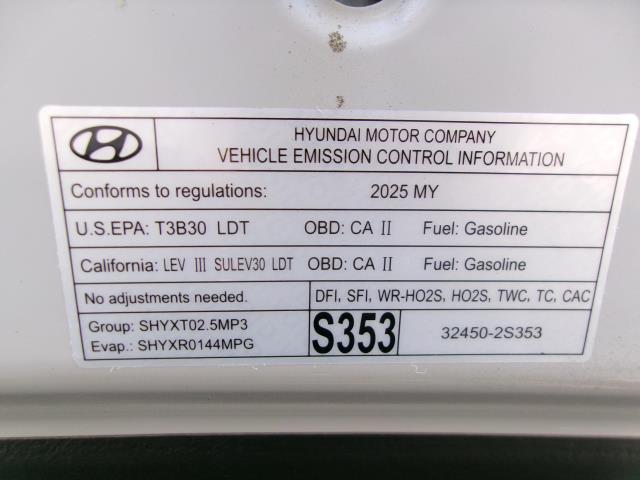 HYUNDAI MOTOR COMPANY
VEHICLE EMISSION CONTROL INFORMATION
Conforms to regulations: 2025 MY
U.S.EPA: T3B30 LDT OBD: CA II Fuel: Gasoline
California: LEV III SULEV30 LDT OBD: CA II Fuel: Gasoline
No adjustments needed. DFI, SFI, WR-HO2S, HO2S, TWC, TC, CAC
Group: SHYXT02.5MP3
Evap.: SHYXR0144MPG
S353
32450-2S353